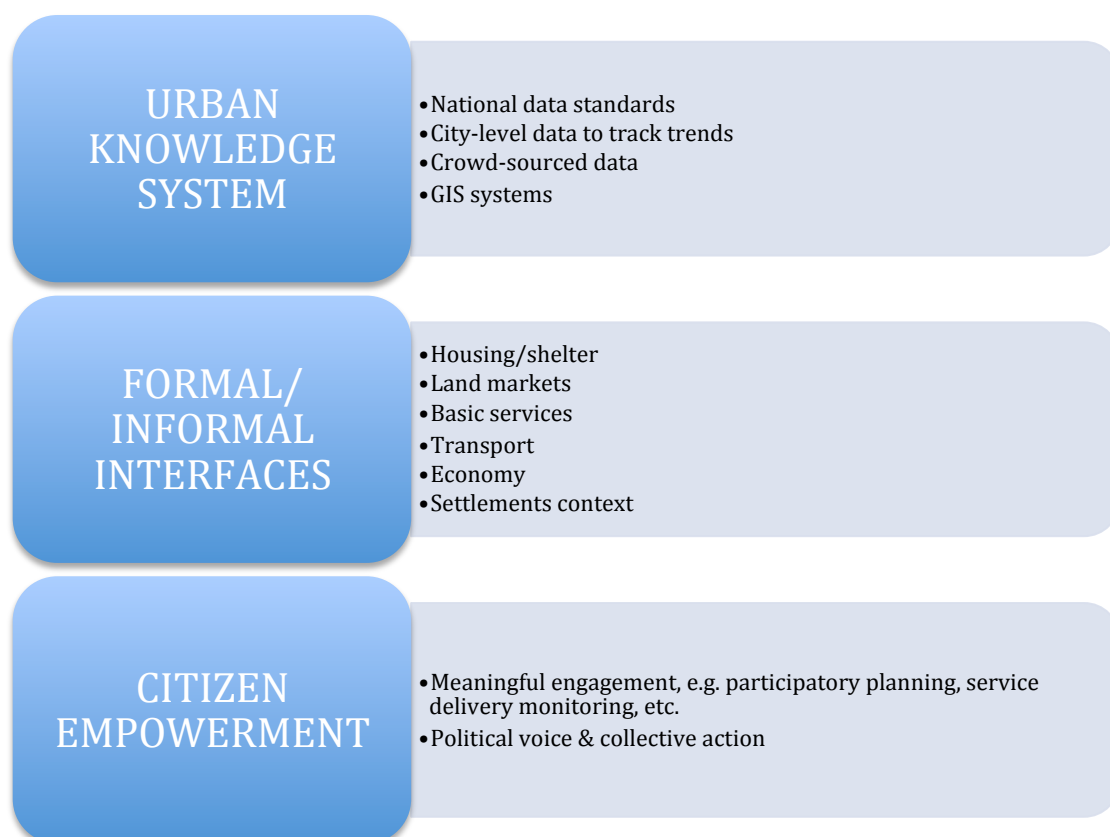 URBAN
KNOWLEDGE
SYSTEM
•National data standards
•City-level data to track trends
•Crowd-sourced data
•GIS systems
FORMAL/
INFORMAL
INTERFACES
•Housing/shelter
•Land markets
•Basic services
•Transport
•Economy
•Settlements context
CITIZEN
EMPOWERMENT
•Meaningful engagement, e.g. participatory planning, service
delivery monitoring, etc.
•Political voice & collective action